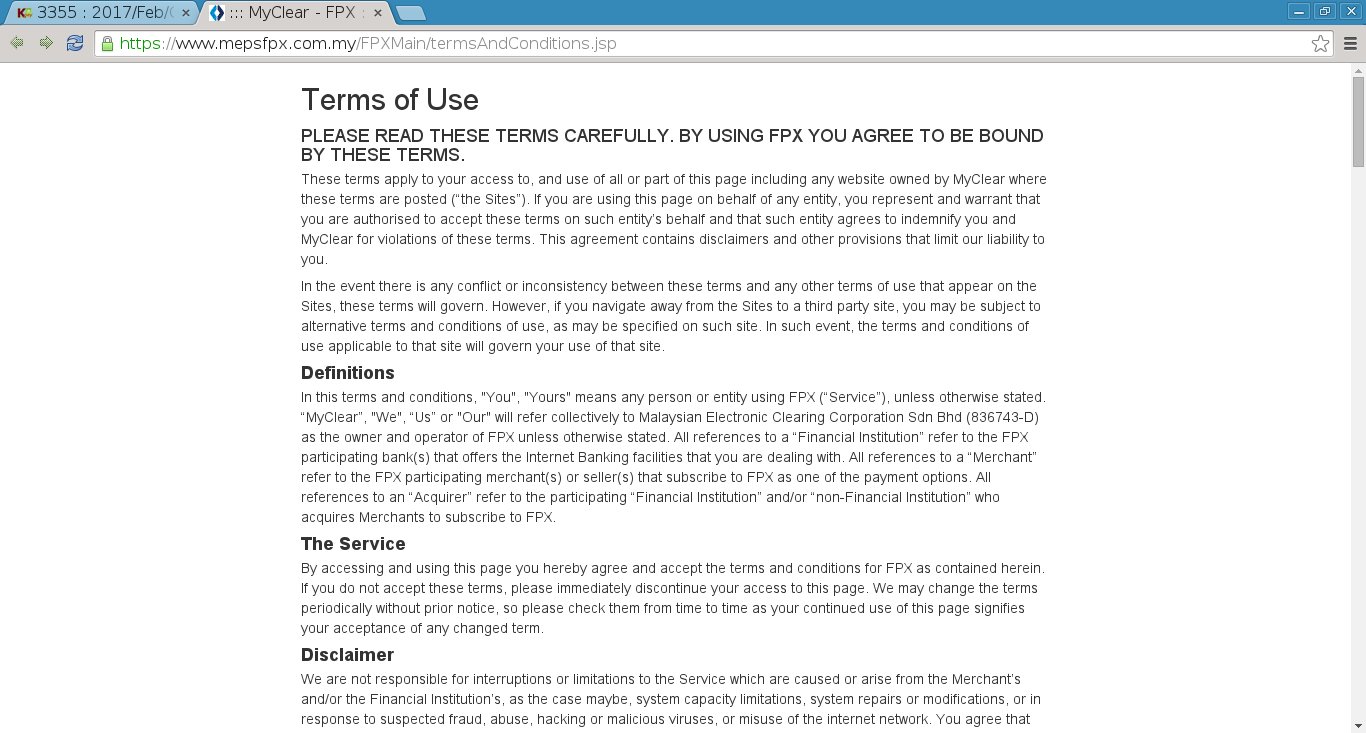 3355 : 2017/Feb/
::: MyClear - FPX :
https://www.mepsfpx.com.my/FPXMain/termsAndConditions.jsp
Terms of Use
PLEASE READ THESE TERMS CAREFULLY. BY USING FPX YOU AGREE TO BE BOUND
BY THESE TERMS.
These terms apply to your access to, and use of all or part of this page including any website owned by MyClear where
these terms are posted (“the Sites”). If you are using this page on behalf of any entity, you represent and warrant that
you are authorised to accept these terms on such entity’s behalf and that such entity agrees to indemnify you and
MyClear for violations of these terms. This agreement contains disclaimers and other provisions that limit our liability to
you.
In the event there is any conflict or inconsistency between these terms and any other terms of use that appear on the
Sites, these terms will govern. However, if you navigate away from the Sites to a third party site, you may be subject to
alternative terms and conditions of use, as may be specified on such site. In such event, the terms and conditions of
use applicable to that site will govern your use of that site.
Definitions
In this terms and conditions, "You", "Yours" means any person or entity using FPX (“Service”), unless otherwise stated.
“MyClear”, "We", “Us” or "Our" will refer collectively to Malaysian Electronic Clearing Corporation Sdn Bhd (836743-D)
as the owner and operator of FPX unless otherwise stated. All references to a “Financial Institution” refer to the FPX
participating bank(s) that offers the Internet Banking facilities that you are dealing with. All references to a “Merchant”
refer to the FPX participating merchant(s) or seller(s) that subscribe to FPX as one of the payment options. All
references to an “Acquirer” refer to the participating “Financial Institution” and/or “non-Financial Institution” who
acquires Merchants to subscribe to FPX.
The Service
By accessing and using this page you hereby agree and accept the terms and conditions for FPX as contained herein.
If you do not accept these terms, please immediately discontinue your access to this page. We may change the terms
periodically without prior notice, so please check them from time to time as your continued use of this page signifies
your acceptance of any changed term.
Disclaimer
We are not responsible for interruptions or limitations to the Service which are caused or arise from the Merchant’s
and/or the Financial Institution’s, as the case maybe, system capacity limitations, system repairs or modifications, or in
response to suspected fraud, abuse, hacking or malicious viruses, or misuse of the internet network. You agree that